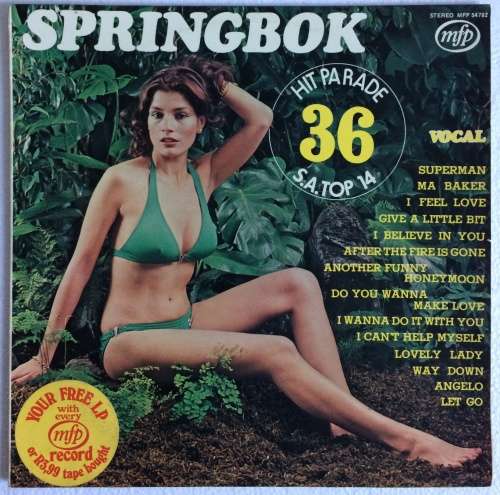 STEREO MFP 54792
SPRINGBOK
mfp
HIT PARADE
36
S.A. TOP 14
VOCAL
SUPERMAN
MA BAKER
I FEEL LOVE
GIVE A LITTLE BIT
I BELIEVE IN YOU
AFTER THE FIRE IS GONE
ANOTHER FUNNY
HONEYMOON
DO YOU WANNA
MAKE LOVE
I WANNA DO IT WITH YOU
I CAN'T HELP MYSELF
LOVELY LADY
WAY DOWN
ANGELO
LET GO
YOUR FREE LP
with
every
mfp
record
or R3,99 tape bought